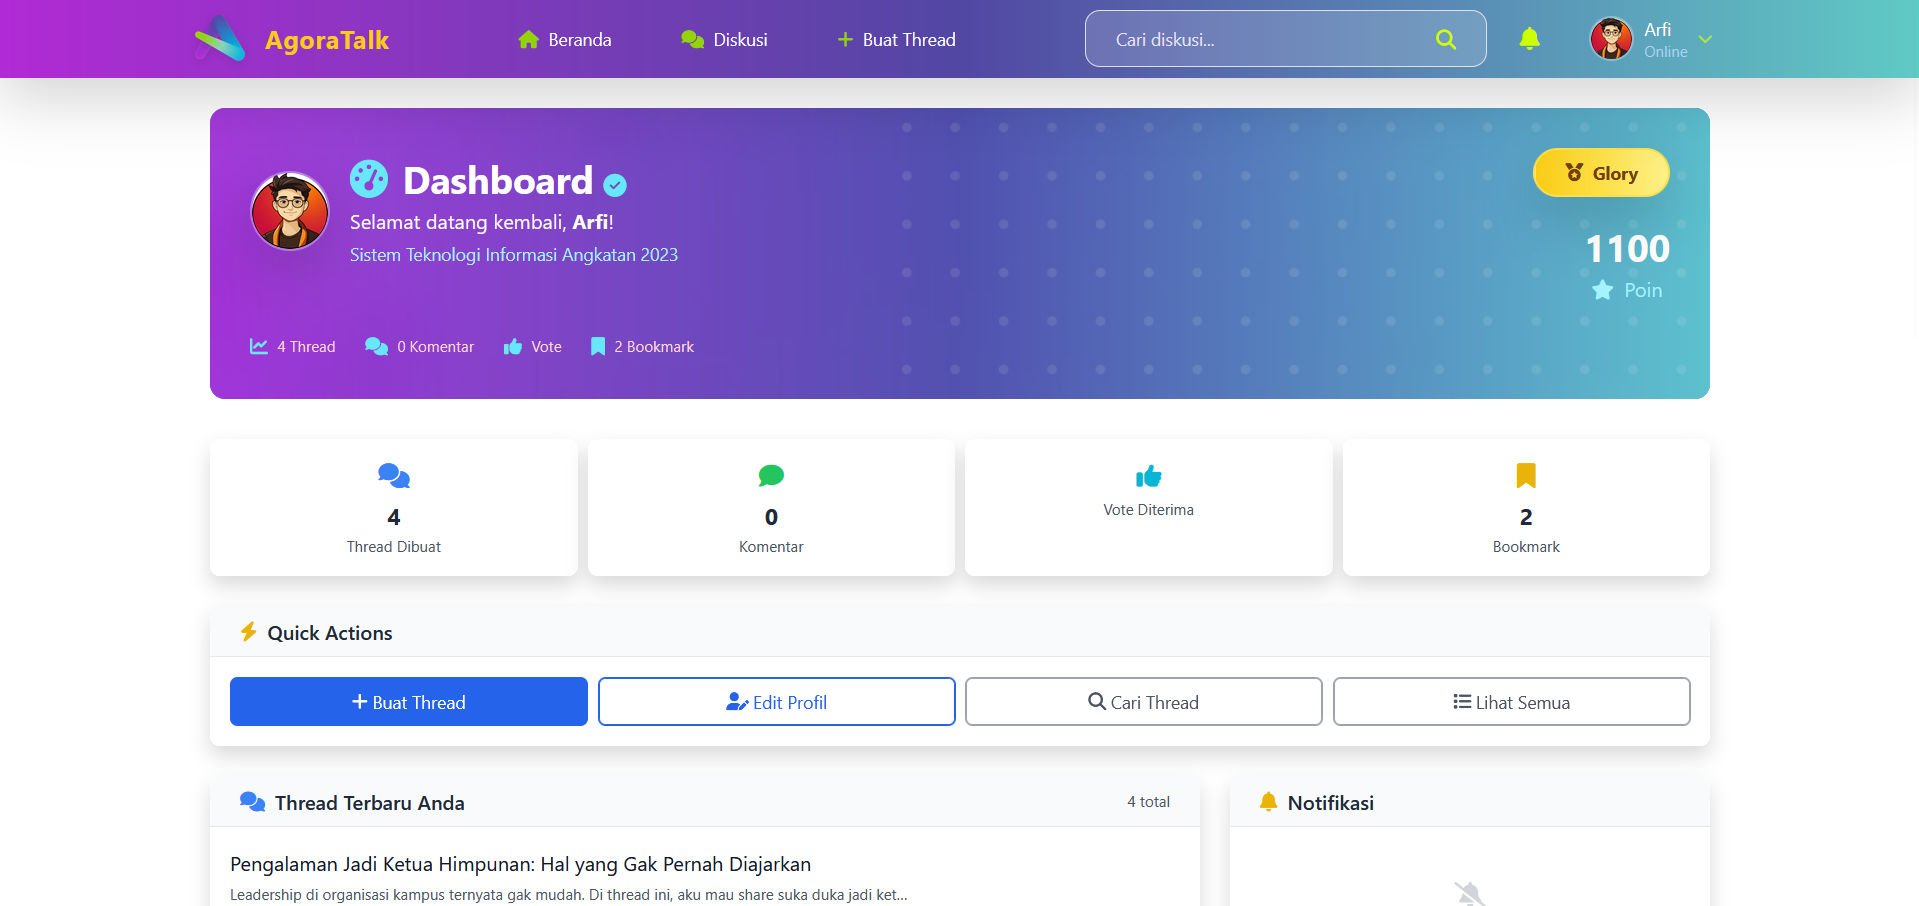 AgoraTalk
Beranda
Diskusi
Buat Thread
Cari diskusi...
Arfi
Online
Dashboard
Selamat datang kembali, Arfi!
Sistem Teknologi Informasi Angkatan 2023
Glory
1100
Poin
4 Thread
0 Komentar
Vote
2 Bookmark
4
Thread Dibuat
0
Komentar
Vote Diterima
2
Bookmark
Quick Actions
Buat Thread
Edit Profil
Cari Thread
Lihat Semua
Thread Terbaru Anda
4 total
Notifikasi
Pengalaman Jadi Ketua Himpunan: Hal yang Gak Pernah Diajarkan
Leadership di organisasi kampus ternyata gak mudah. Di thread ini, aku mau share suka duka jadi ket...